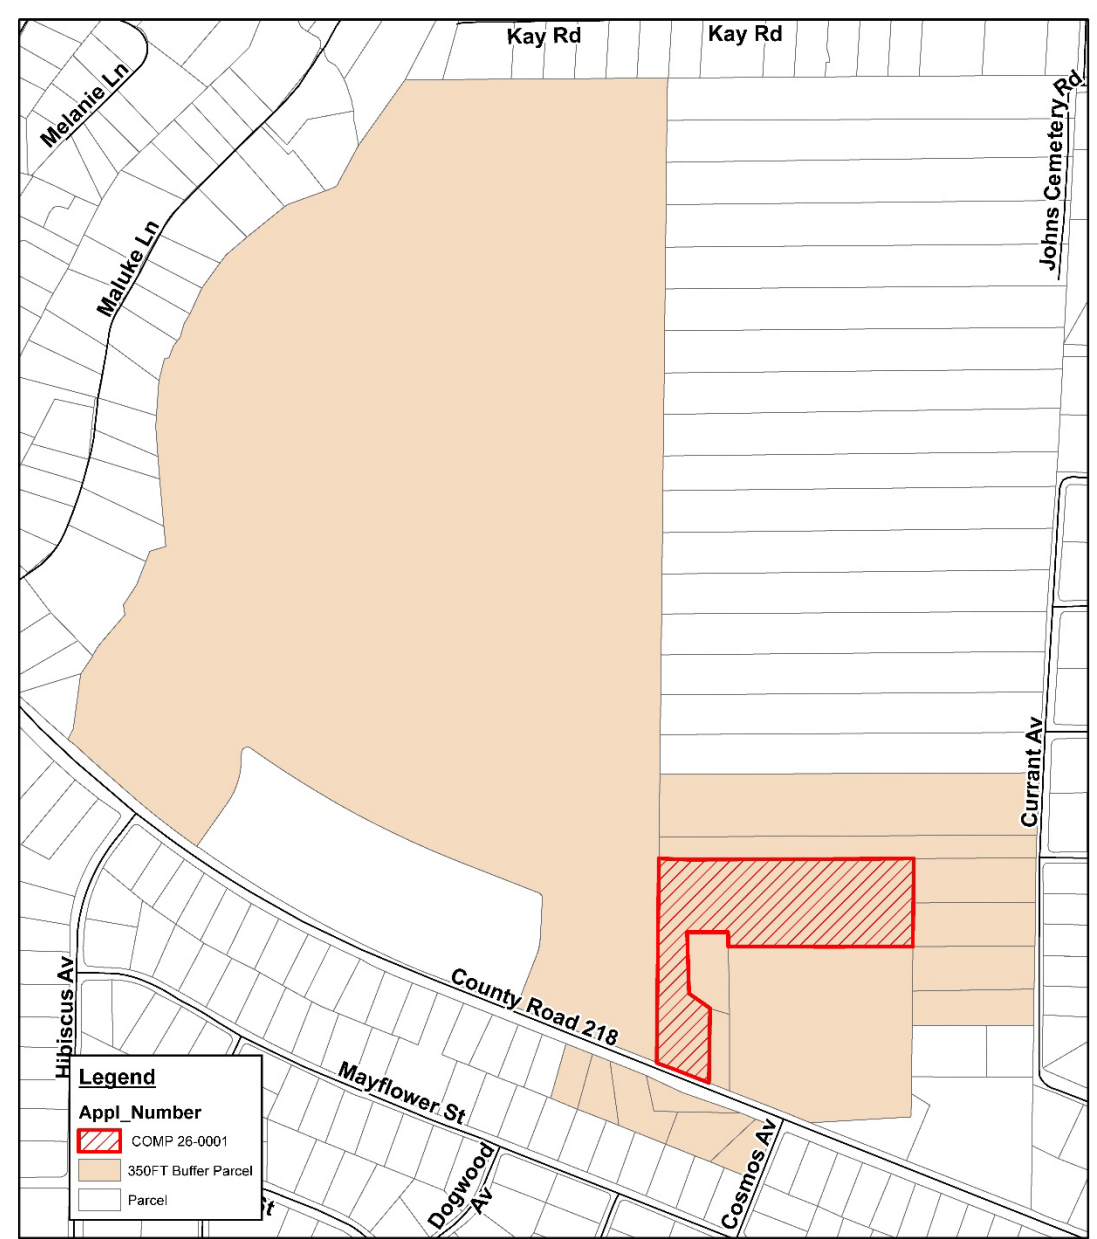 Kay Rd
Kay Rd
Melanie Ln
Johns Cemetery Rd
Maluke Ln
Currant Av
County Road 218
Hibiscus Av
Mayflower St
Dogwood
Av
Cosmos Av
St
Legend
Appl_Number
COMP 26-0001
350FT Buffer Parcel
Parcel